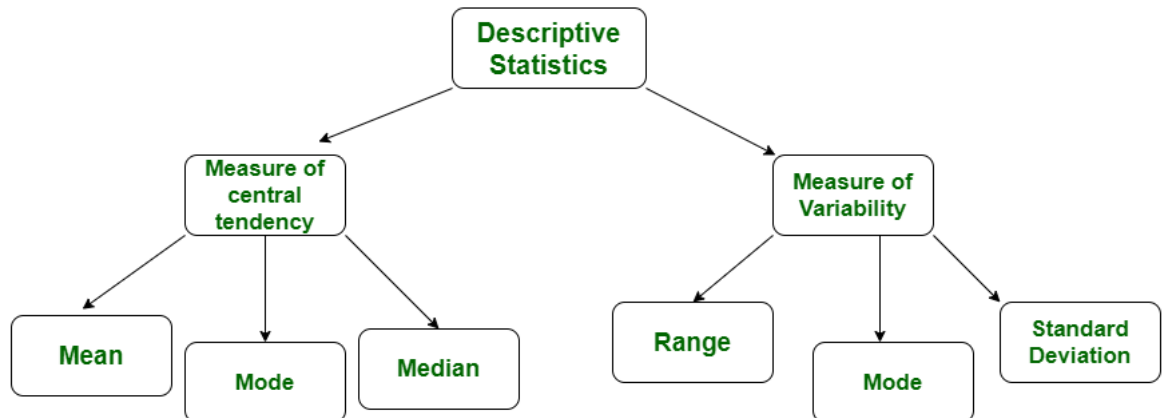 Descriptive
Statistics
Measure of
central
tendency
Measure of
Variability
Mean
Mode
Median
Range
Mode
Standard
Deviation